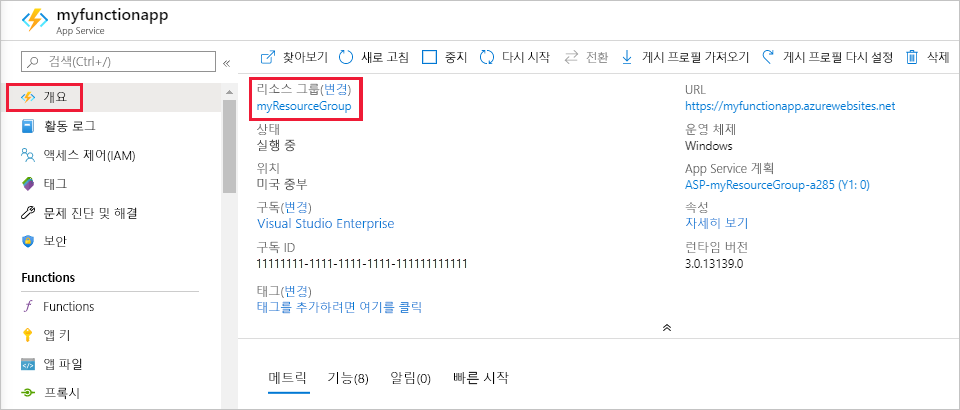 myfunctionapp
App Service
검색(Ctrl+/)
개요
활동 로그
액세스 제어(IAM)
태그
문제 진단 및 해결
보안
Functions
Functions
앱 키
앱 파일
프록시
찾아보기 새로 고침 중지 다시 시작 전환 게시 프로필 가져오기 게시 프로필 다시 설정 삭제
리소스 그룹(변경)
myResourceGroup
상태
실행 중
위치
미국 중부
구독(변경)
Visual Studio Enterprise
구독 ID
11111111-1111-1111-1111-111111111111
태그(변경)
태그를 추가하려면 여기를 클릭
URL
https://myfunctionapp.azurewebsites.net
운영 체제
Windows
App Service 계획
ASP-myResourceGroup-a285 (Y1: 0)
속성
자세히 보기
런타임 버전
3.0.13139.0
메트릭 기능(8) 알림(0) 빠른 시작